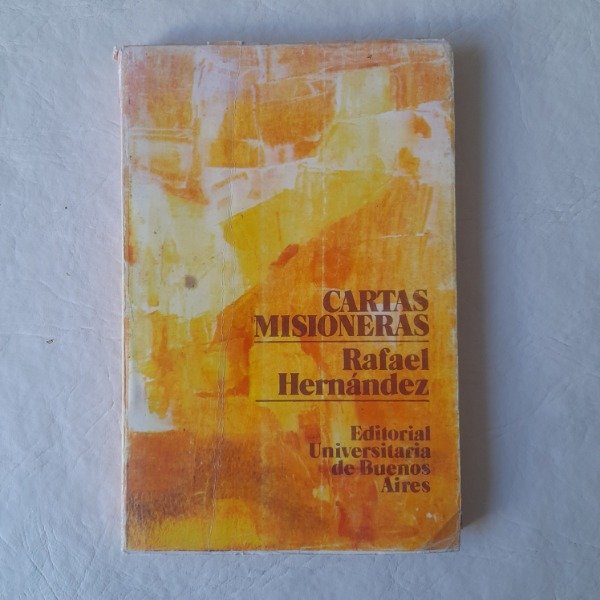 CARTAS
MISIONERAS
Rafael
Hernández
Editorial
Universitaria
de Buenos
Aires